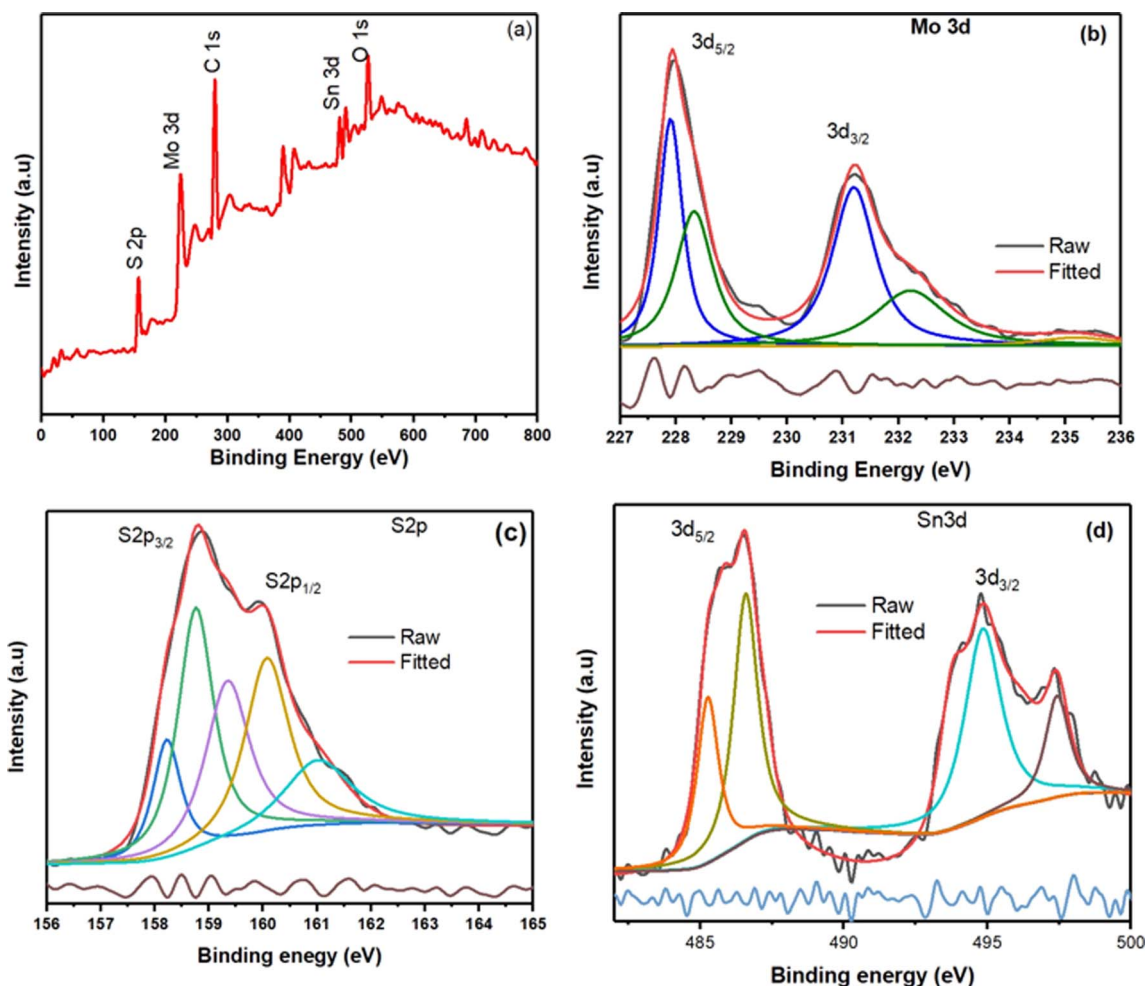 (a)
S 2p
Mo 3d
C 1s
Sn 3d
O 1s
Intensity (a.u)
0 100 200 300 400 500 600 700 800
Binding Energy (eV)
Mo 3d
(b)
3d5/2
3d3/2
Raw
Fitted
Intensity (a.u)
227 228 229 230 231 232 233 234 235 236
Binding Energy (eV)
S2p
(c)
S2p3/2
S2p1/2
Raw
Fitted
Intensity (a.u)
156 157 158 159 160 161 162 163 164 165
Binding enegy (eV)
Sn3d
(d)
3d5/2
3d3/2
Raw
Fitted
Intensity (a.u)
485 490 495 500
Binding energy (eV)